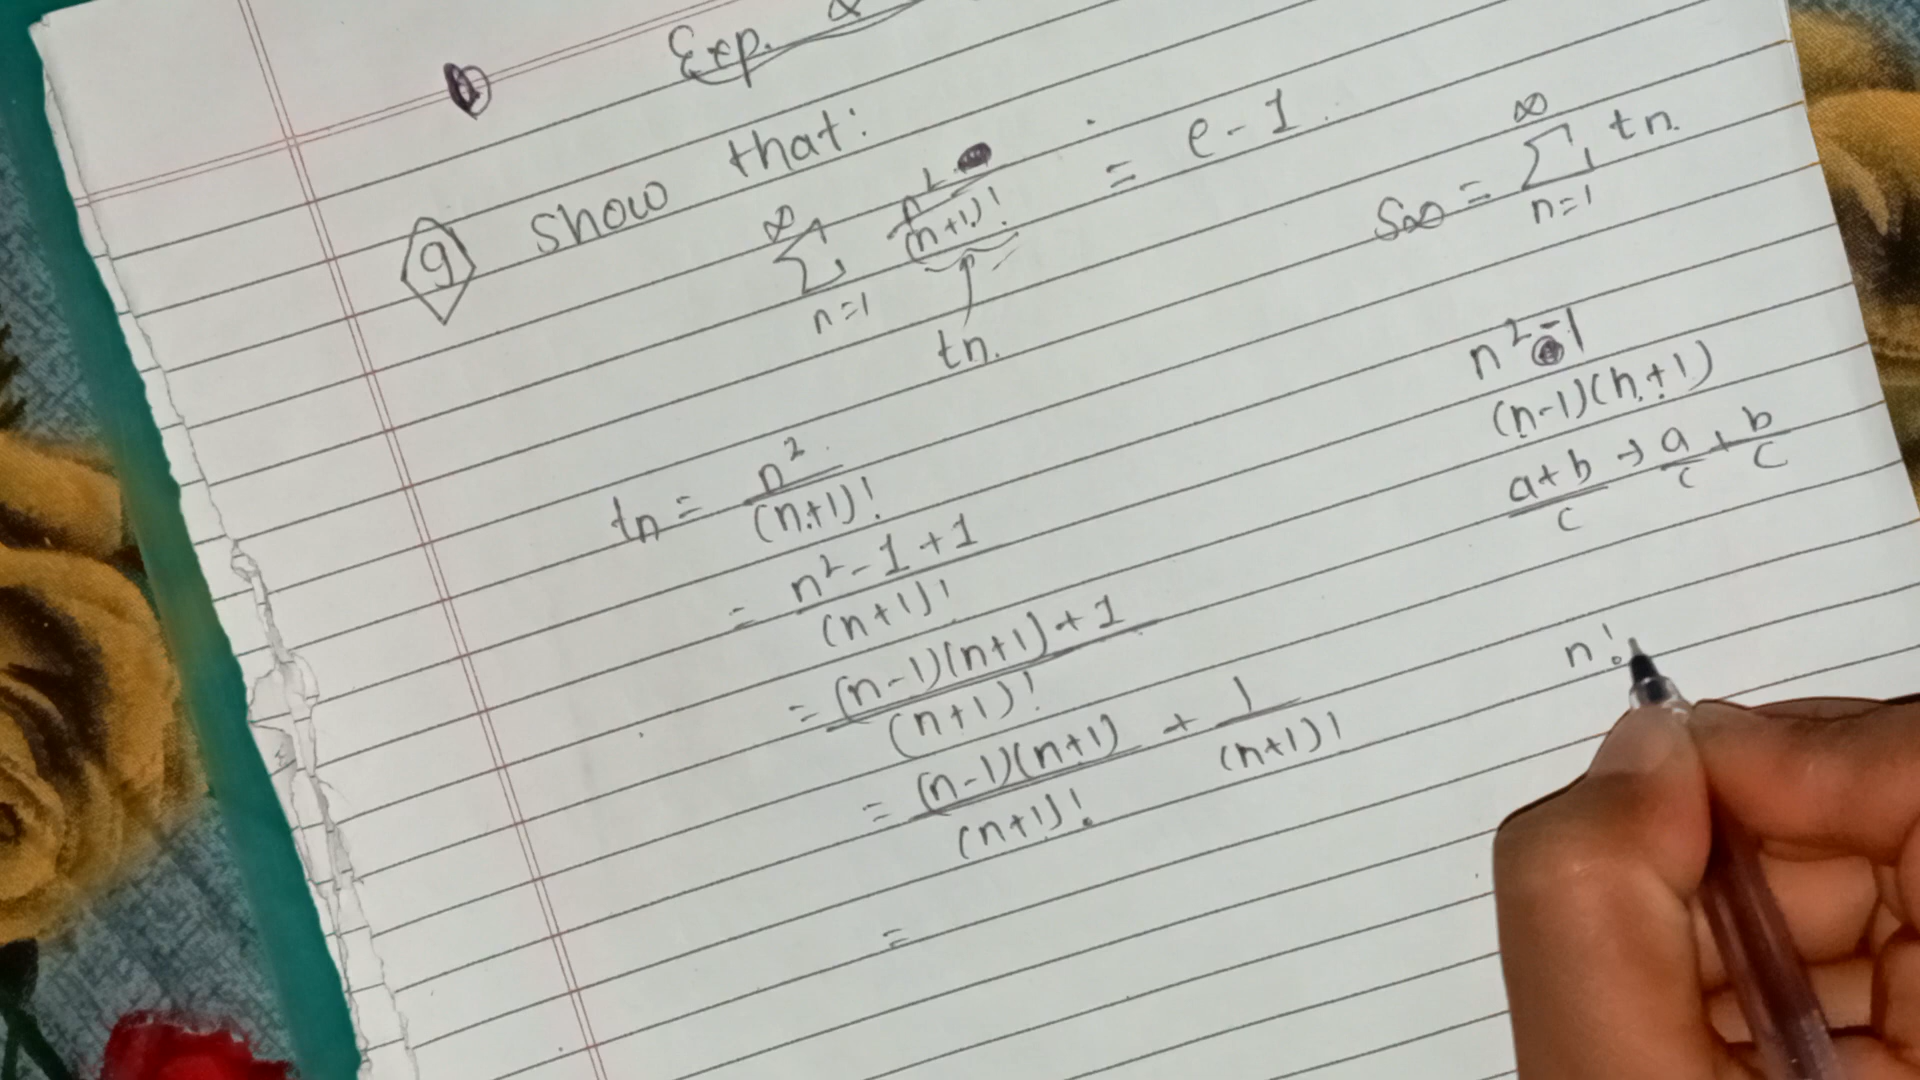 Exp.
9 Show that:
∞ Σ n=1 n²/(n+1)! = e - 1.
tn.
S∞ = ∞ Σ n=1 tn.
n² - 1
(n-1)(n+1)
(a+b)/c → a/c + b/c
tn = n²/(n+1)!
= (n² - 1 + 1)/(n+1)!
= ((n-1)(n+1) + 1)/(n+1)!
= (n-1)(n+1)/(n+1)! + 1/(n+1)!
n!
=